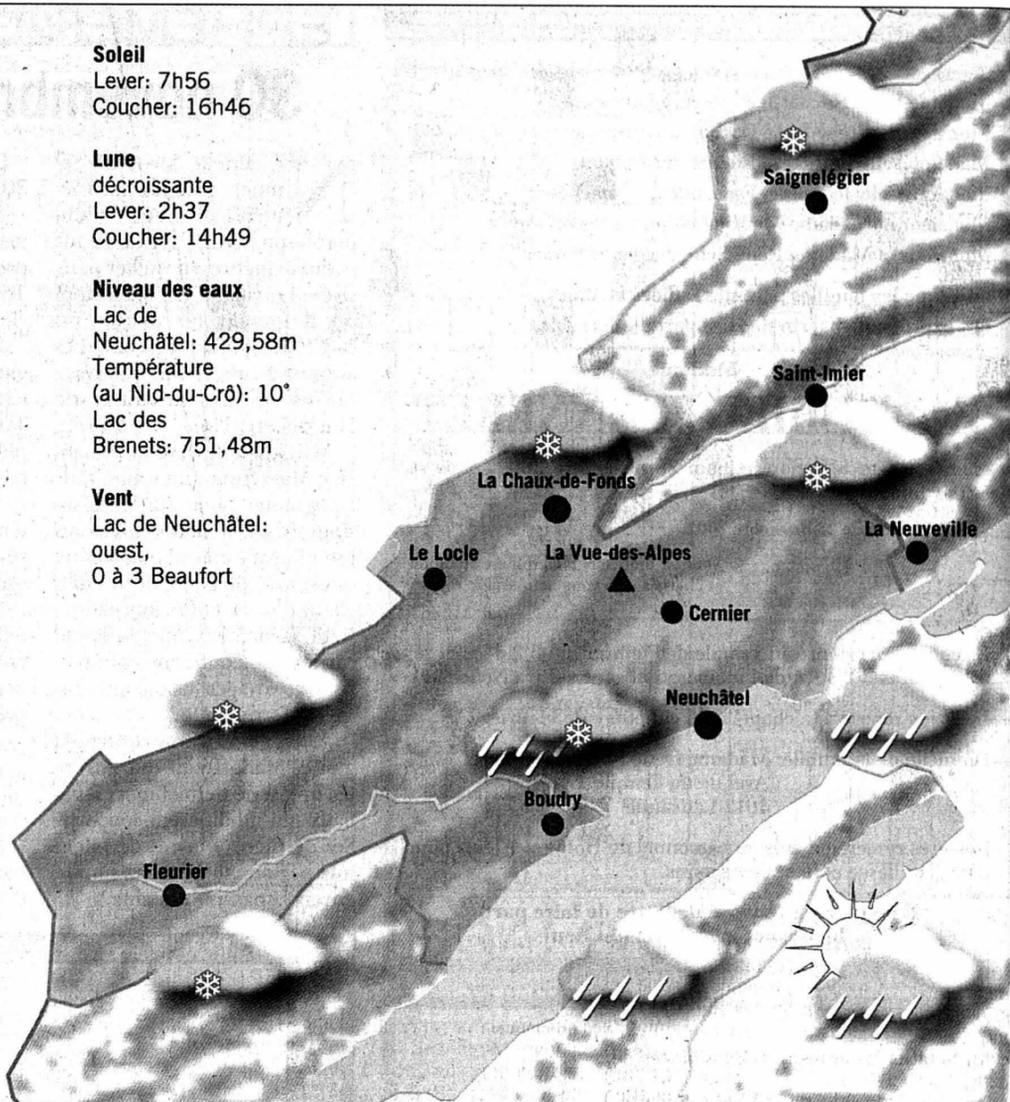 Soleil
Lever: 7h56
Coucher: 16h46
Lune
décroissante
Lever: 2h37
Coucher: 14h49
Niveau des eaux
Lac de
Neuchâtel: 429,58m
Température
(au Nid-du-Crô): 10°
Lac des
Brenets: 751,48m
Vent
Lac de Neuchâtel:
ouest,
0 à 3 Beaufort
Saignelégier
Saint-Imier
La Chaux-de-Fonds
La Neuveville
Le Locle
La Vue-des-Alpes
Cernier
Neuchâtel
Boudry
Fleurier